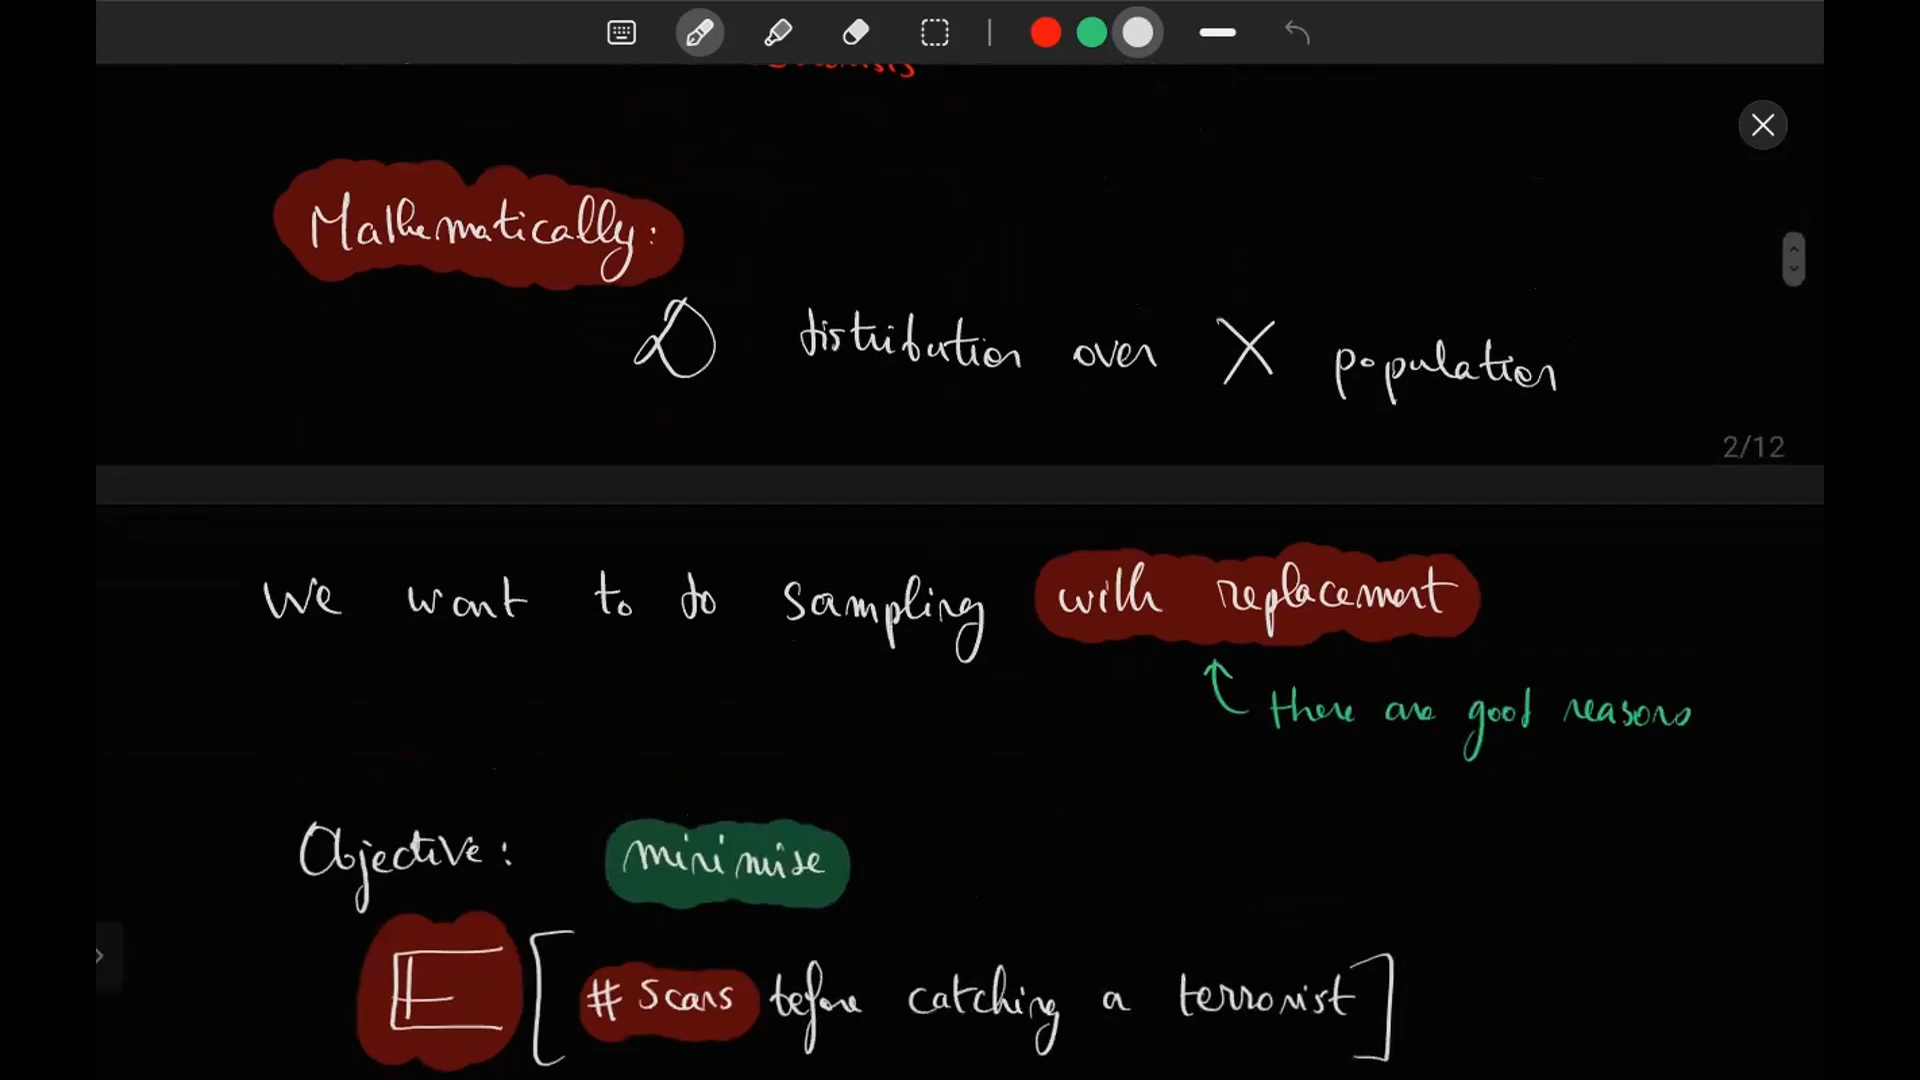 Mathematically:
D distribution over X population
2/12
We want to do sampling with replacement
there are good reasons
Objective: minimise
E [ # scans before catching a terrorist ]